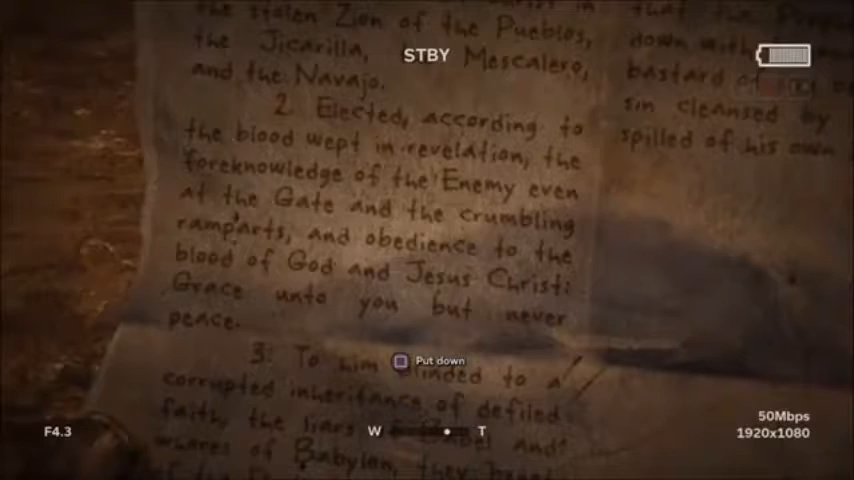 the stolen Zion of the Pueblos,
the Jicarilla, Mescalero,
and the Navajo.
2. Elected, according to
the blood wept in revelation, the
foreknowledge of the Enemy even
at the Gate and the crumbling
ramparts, and obedience to the
blood of God and Jesus Christ:
Grace unto you but never
peace.
3: To him blinded to a
corrupted inheritance of defiled
faith, the liars and
whores of Babylon, they
that the
down with
bastard of
sin cleansed by
spilled of his own
STBY
Put down
F4.3
W T
50Mbps
1920x1080